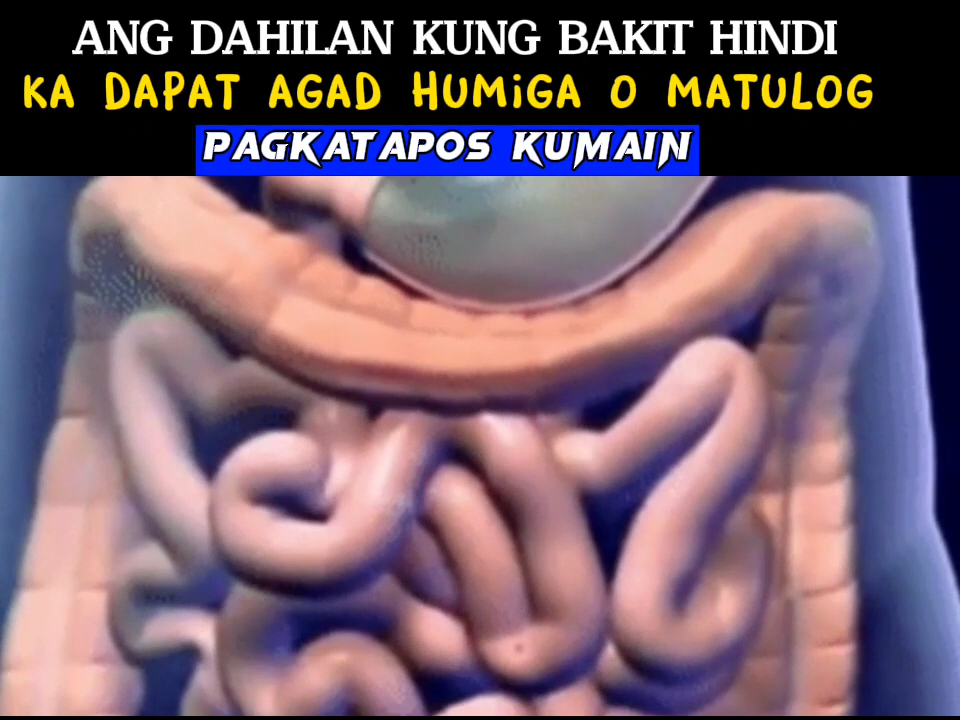 ANG DAHILAN KUNG BAKIT HINDI
KA DAPAT AGAD HUMiGA O MATULOG
PAGKATAPOS KUMAIN